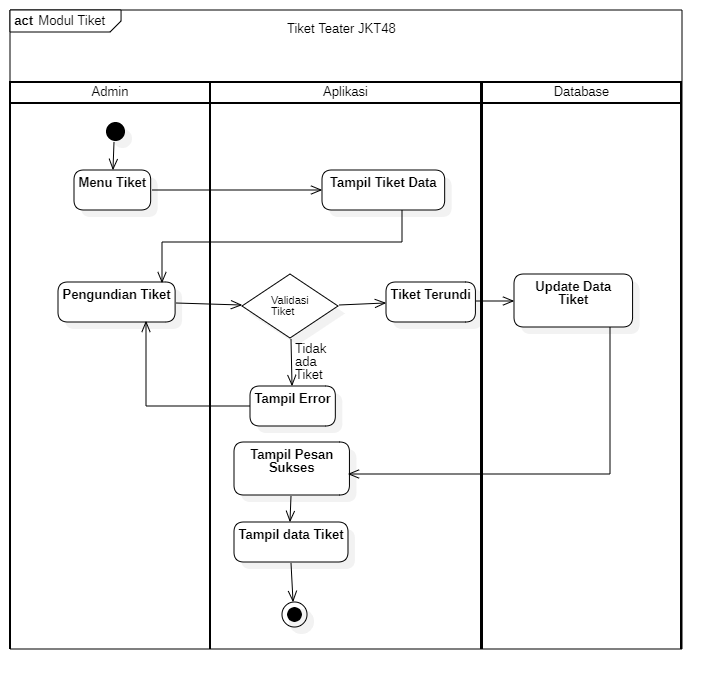 act Modul Tiket
Tiket Teater JKT48
Admin
Aplikasi
Database
Menu Tiket
Tampil Tiket Data
Pengundian Tiket
Validasi
Tiket
Tiket Terundi
Update Data
Tiket
Tidak
ada
Tiket
Tampil Error
Tampil Pesan
Sukses
Tampil data Tiket